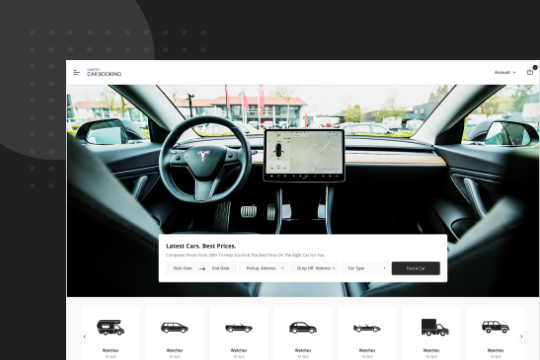 CAR BOOKING
Account
Latest Cars. Best Prices.
Compare Prices From 200+ To Help You Find The Best Price On The Right Car For You.
Start Date
End Date
Pickup Address
Drop Off Address
Car Type
Find A Car
Watches
Watches
Watches
Watches
Watches
Watches
Watches